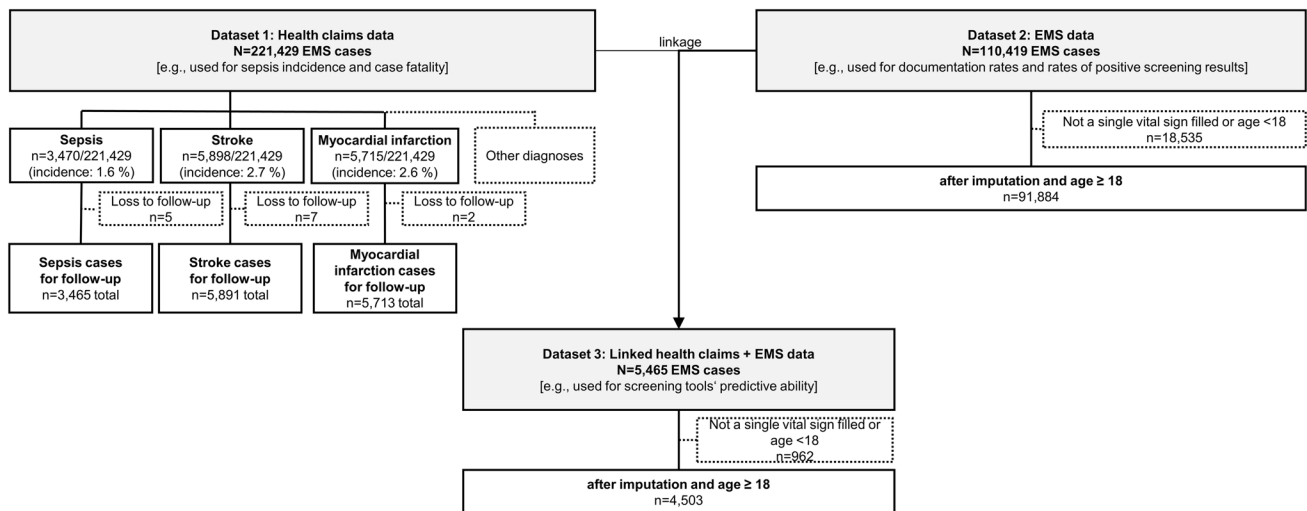 Dataset 1: Health claims data
N=221,429 EMS cases
[e.g., used for sepsis indcidence and case fatality]
linkage
Dataset 2: EMS data
N=110,419 EMS cases
[e.g., used for documentation rates and rates of positive screening results]
Not a single vital sign filled or age <18
n=18,535
after imputation and age ≥ 18
n=91,884
Sepsis
n=3,470/221,429
(incidence: 1.6 %)
Stroke
n=5,898/221,429
(incidence: 2.7 %)
Myocardial infarction
n=5,715/221,429
(incidence: 2.6 %)
Other diagnoses
Loss to follow-up
n=5
Loss to follow-up
n=7
Loss to follow-up
n=2
Sepsis cases
for follow-up
n=3,465 total
Stroke cases
for follow-up
n=5,891 total
Myocardial
infarction cases
for follow-up
n=5,713 total
Dataset 3: Linked health claims + EMS data
N=5,465 EMS cases
[e.g., used for screening tools‘ predictive ability]
Not a single vital sign filled or
age <18
n=962
after imputation and age ≥ 18
n=4,503